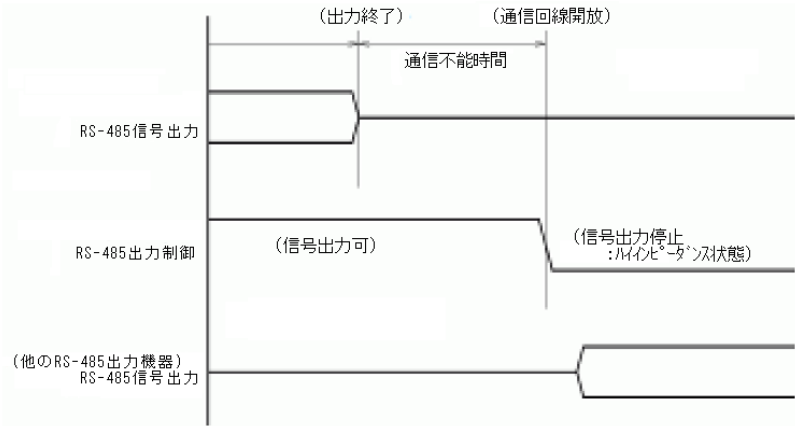 (出力終了)
(通信回線開放)
通信不能時間
RS-485信号出力
RS-485出力制御
(信号出力可)
(信号出力停止
:ハイインピーダンス状態)
(他のRS-485出力機器)
RS-485信号出力